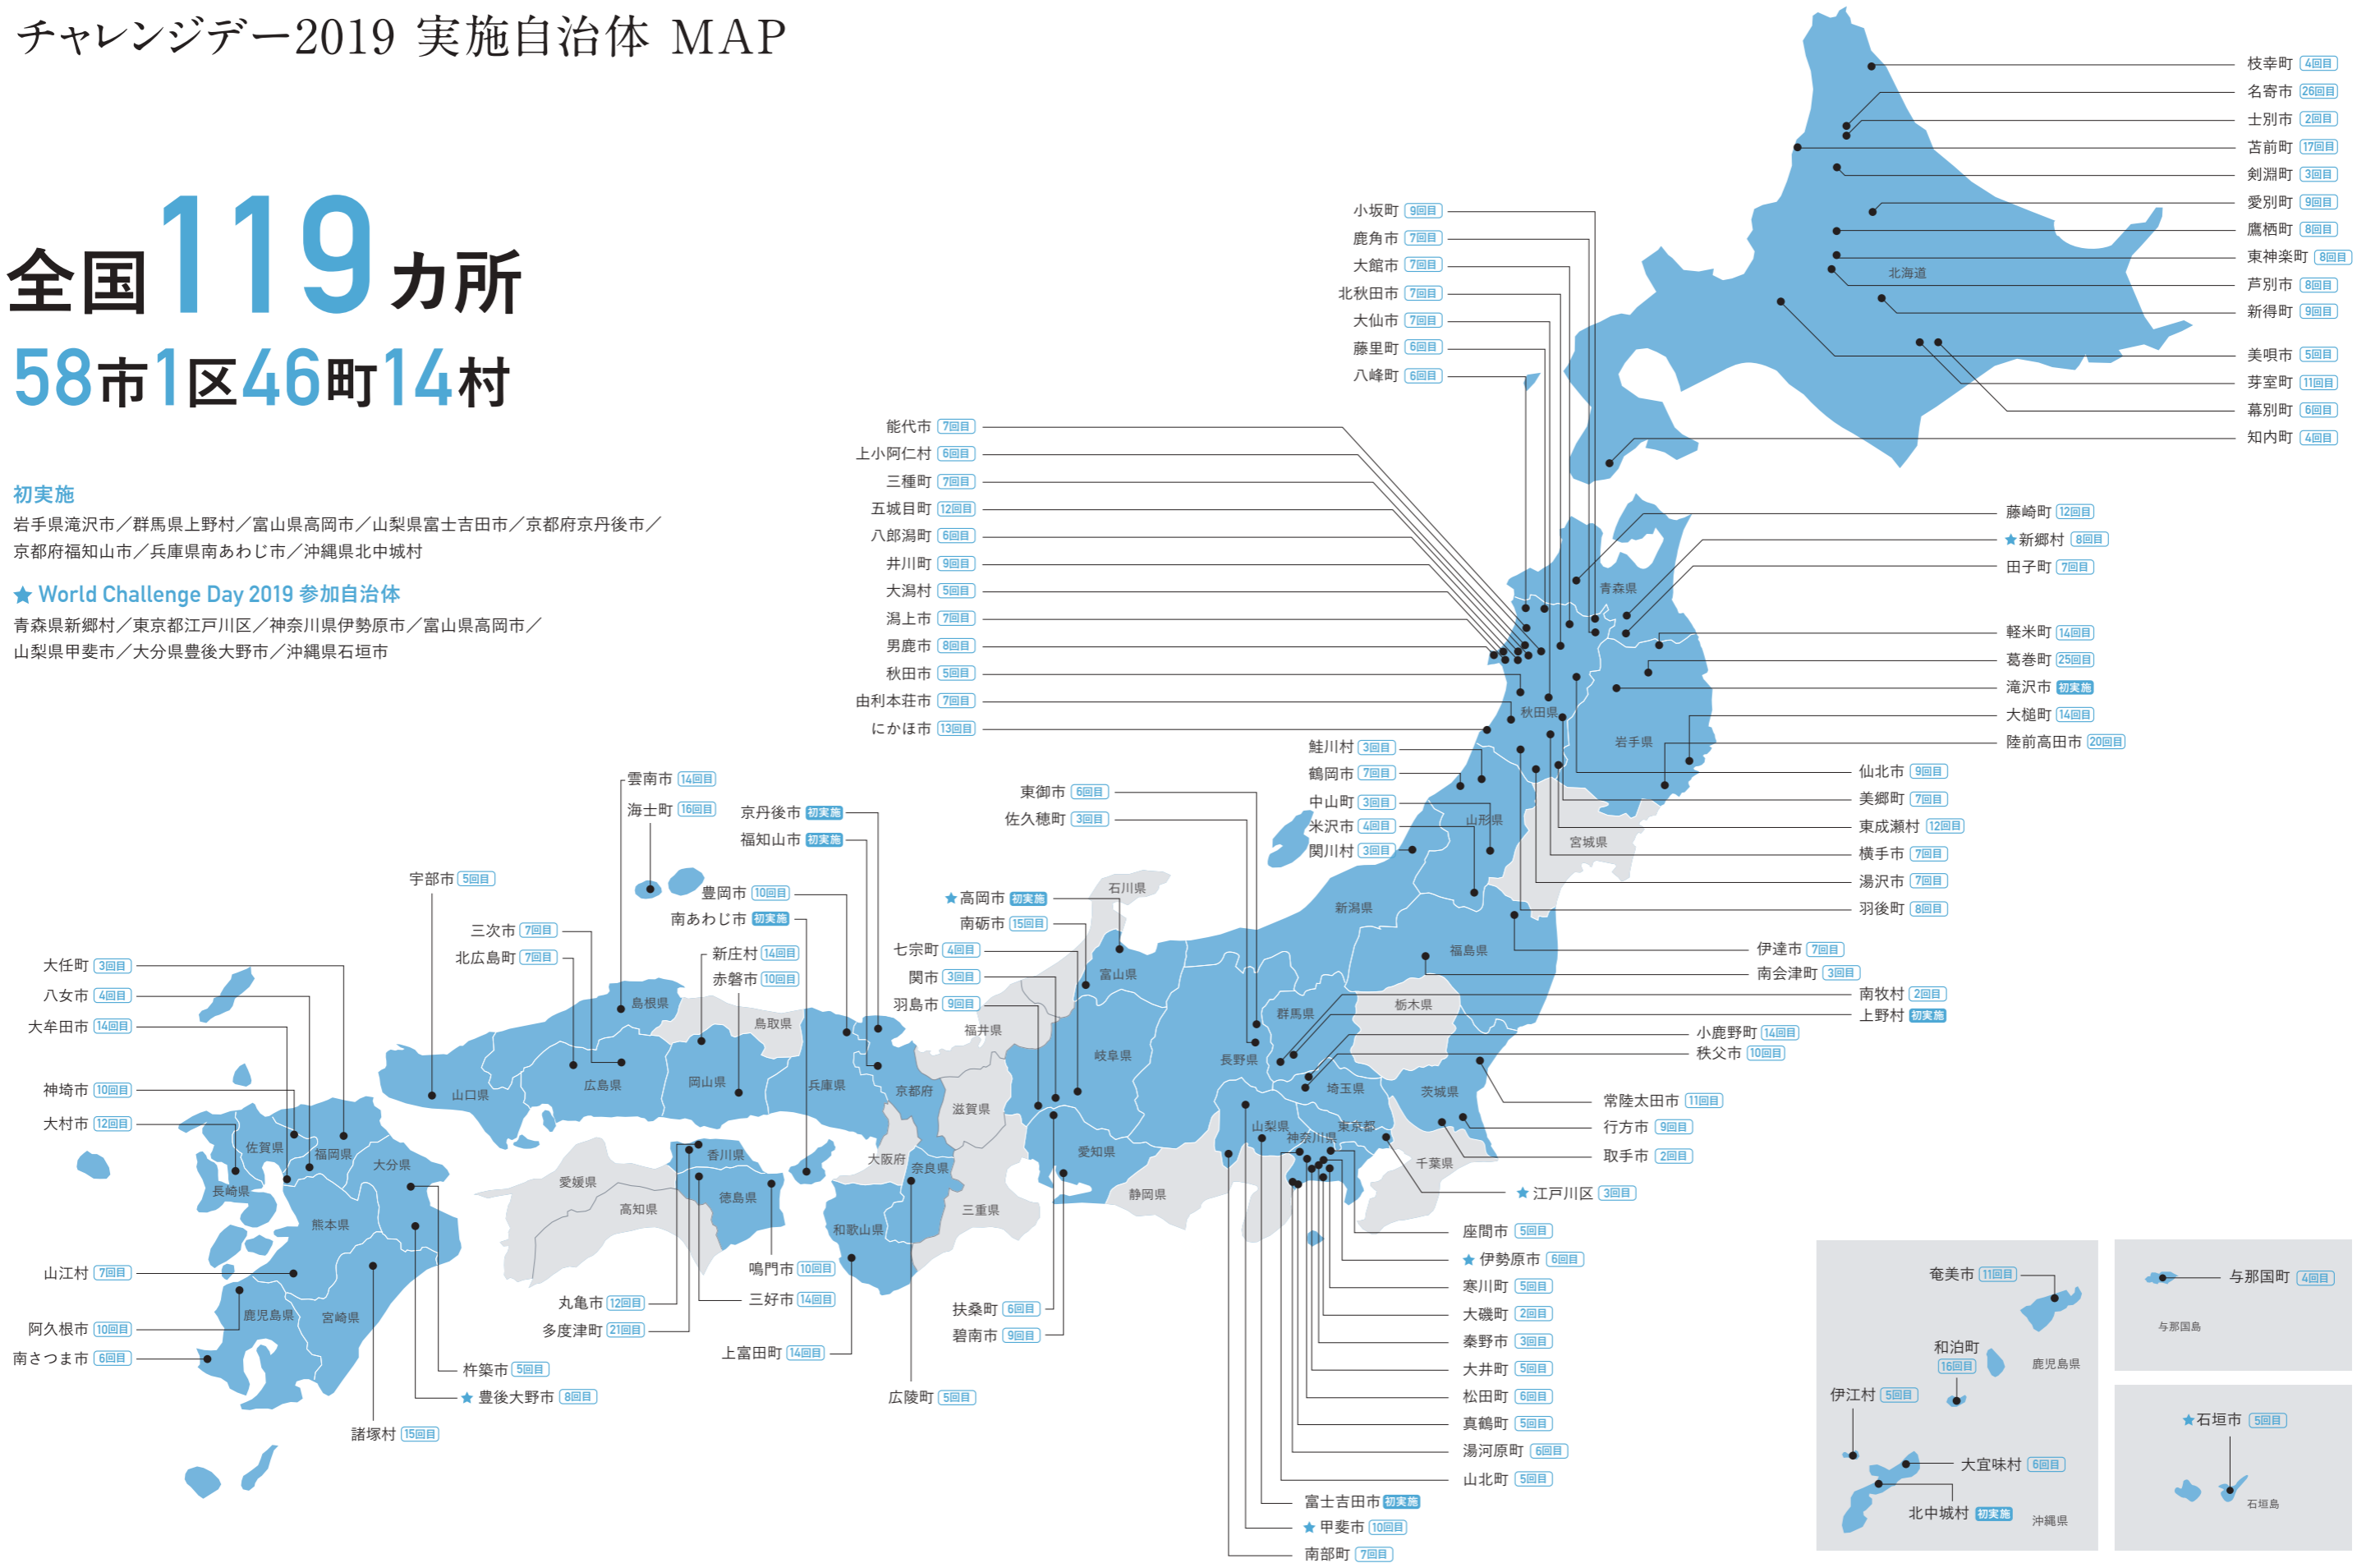 チャレンジデー2019 実施自治体 MAP
全国119カ所
58市1区46町14村
初実施
岩手県滝沢市／群馬県上野村／富山県高岡市／山梨県富士吉田市／京都府京丹後市／
京都府福知山市／兵庫県南あわじ市／沖縄県北中城村
★ World Challenge Day 2019 参加自治体
青森県新郷村／東京都江戸川区／神奈川県伊勢原市／富山県高岡市／
山梨県甲斐市／大分県豊後大野市／沖縄県石垣市
枝幸町 4回目
名寄市 26回目
士別市 2回目
苫前町 17回目
剣淵町 3回目
愛別町 9回目
鷹栖町 8回目
東神楽町 8回目
芦別市 8回目
新得町 9回目
美唄市 5回目
芽室町 11回目
幕別町 6回目
知内町 4回目
北海道
小坂町 9回目
鹿角市 7回目
大館市 7回目
北秋田市 7回目
大仙市 7回目
藤里町 6回目
八峰町 6回目
能代市 7回目
上小阿仁村 6回目
三種町 7回目
五城目町 12回目
八郎潟町 6回目
井川町 9回目
大潟村 5回目
潟上市 7回目
男鹿市 8回目
秋田市 5回目
由利本荘市 7回目
にかほ市 13回目
藤崎町 12回目
★新郷村 8回目
田子町 7回目
軽米町 14回目
葛巻町 25回目
滝沢市 初実施
大槌町 14回目
陸前高田市 20回目
青森県
秋田県
岩手県
仙北市 9回目
美郷町 7回目
東成瀬村 12回目
横手市 7回目
湯沢市 7回目
羽後町 8回目
鮭川村 3回目
鶴岡市 7回目
中山町 3回目
米沢市 4回目
関川村 3回目
山形県
宮城県
新潟県
福島県
伊達市 7回目
南会津町 3回目
南牧村 2回目
上野村 初実施
小鹿野町 14回目
秩父市 10回目
常陸太田市 11回目
行方市 9回目
取手市 2回目
★ 江戸川区 3回目
栃木県
群馬県
長野県
埼玉県
茨城県
山梨県
東京都
神奈川県
千葉県
静岡県
座間市 5回目
★ 伊勢原市 6回目
寒川町 5回目
大磯町 2回目
秦野市 3回目
大井町 5回目
松田町 6回目
真鶴町 5回目
湯河原町 6回目
山北町 5回目
富士吉田市 初実施
★ 甲斐市 10回目
南部町 7回目
東御市 6回目
佐久穂町 3回目
★高岡市 初実施
南砺市 15回目
七宗町 4回目
関市 3回目
羽島市 9回目
石川県
富山県
福井県
岐阜県
愛知県
扶桑町 6回目
碧南市 9回目
京丹後市 初実施
福知山市 初実施
豊岡市 10回目
南あわじ市 初実施
新庄村 14回目
赤磐市 10回目
雲南市 14回目
海士町 16回目
宇部市 5回目
三次市 7回目
北広島町 7回目
島根県
鳥取県
山口県
広島県
岡山県
兵庫県
京都府
滋賀県
大阪府
奈良県
三重県
和歌山県
香川県
徳島県
愛媛県
高知県
鳴門市 10回目
三好市 14回目
丸亀市 12回目
多度津町 21回目
上富田町 14回目
広陵町 5回目
大任町 3回目
八女市 4回目
大牟田市 14回目
神埼市 10回目
大村市 12回目
山江村 7回目
阿久根市 10回目
南さつま市 6回目
佐賀県
福岡県
大分県
長崎県
熊本県
鹿児島県
宮崎県
杵築市 5回目
★ 豊後大野市 8回目
諸塚村 15回目
奄美市 11回目
和泊町
16回目
鹿児島県
伊江村 5回目
大宜味村 6回目
北中城村 初実施
沖縄県
与那国町 4回目
与那国島
★石垣市 5回目
石垣島